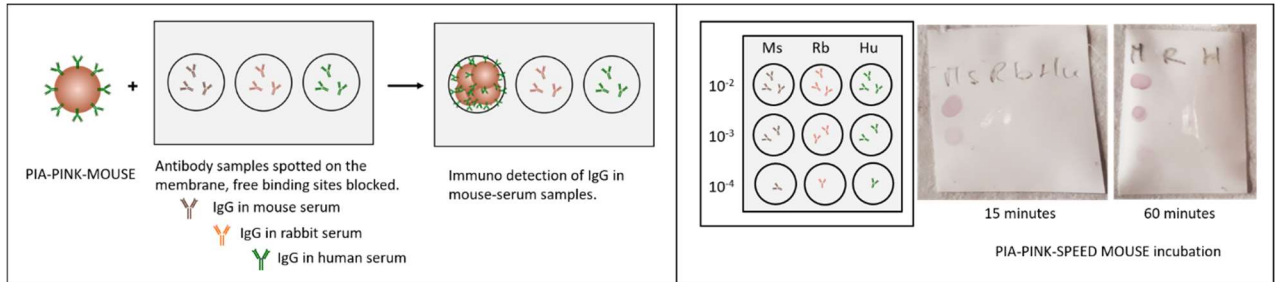 PIA-PINK-MOUSE
+
Antibody samples spotted on the
membrane, free binding sites blocked.
IgG in mouse serum
IgG in rabbit serum
IgG in human serum
Immuno detection of IgG in
mouse-serum samples.
Ms Rb Hu
10-2
10-3
10-4
Ms Rb Hu
15 minutes
M R H
60 minutes
PIA-PINK-SPEED MOUSE incubation